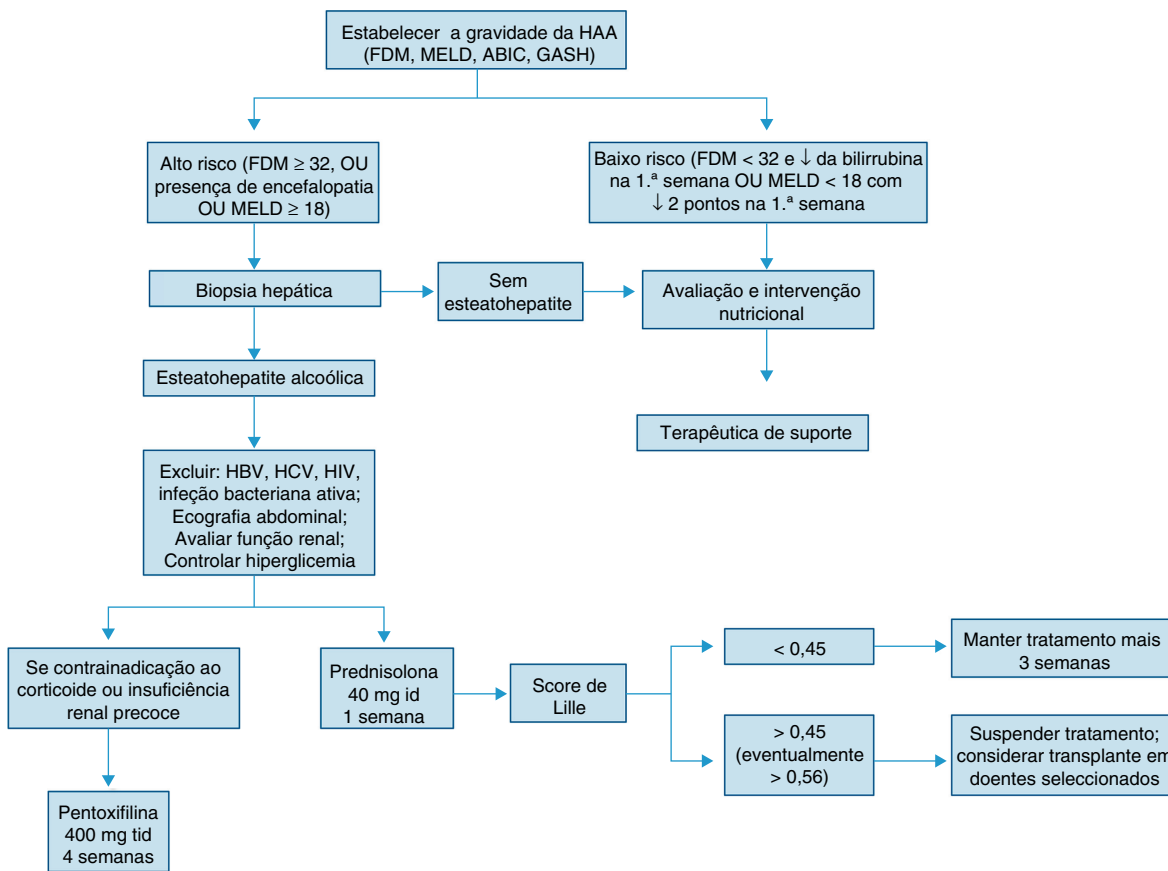 Estabelecer a gravidade da HAA
(FDM, MELD, ABIC, GASH)
Alto risco (FDM ≥ 32, OU
presença de encefalopatia
OU MELD ≥ 18)
Baixo risco (FDM < 32 e ↓ da bilirrubina
na 1.ª semana OU MELD < 18 com
↓ 2 pontos na 1.ª semana
Biopsia hepática
Sem
esteatohepatite
Avaliação e intervenção
nutricional
Esteatohepatite alcoólica
Terapêutica de suporte
Excluir: HBV, HCV, HIV,
infeção bacteriana ativa;
Ecografia abdominal;
Avaliar função renal;
Controlar hiperglicemia
Se contrainadicação ao
corticoide ou insuficiência
renal precoce
Prednisolona
40 mg id
1 semana
Score de
Lille
< 0,45
Manter tratamento mais
3 semanas
> 0,45
(eventualmente
> 0,56)
Suspender tratamento;
considerar transplante em
doentes seleccionados
Pentoxifilina
400 mg tid
4 semanas